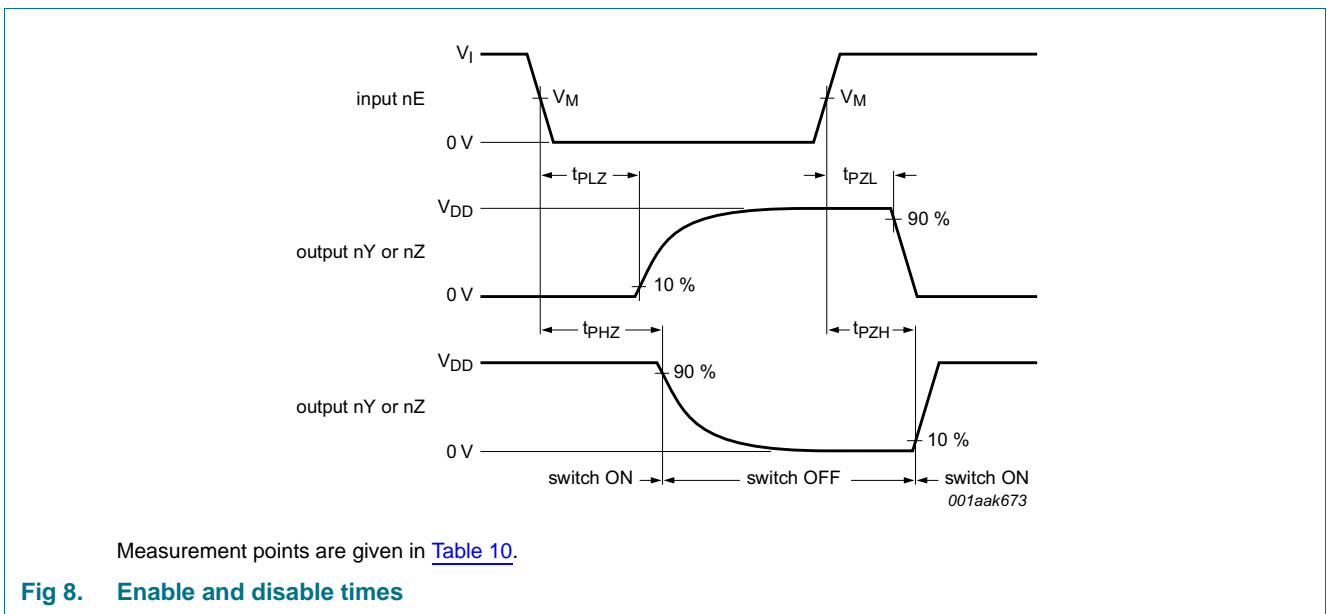 V_I
input nE
V_M
V_M
0 V
t_PLZ
t_PZL
V_DD
90 %
output nY or nZ
10 %
0 V
t_PHZ
t_PZH
V_DD
90 %
output nY or nZ
10 %
0 V
switch ON
switch OFF
switch ON
001aak673
Measurement points are given in Table 10.
Fig 8. Enable and disable times